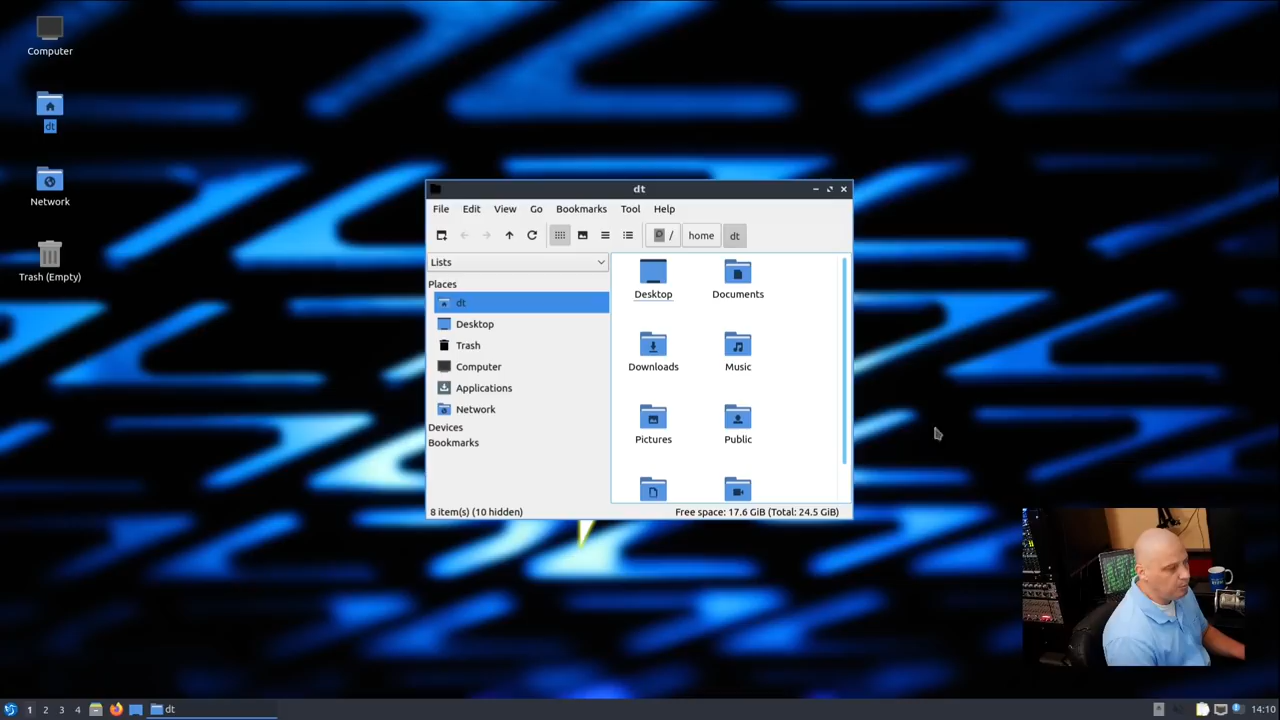 Computer
dt
Network
Trash (Empty)
dt
File Edit View Go Bookmarks Tool Help
/ home dt
Lists
Places
dt
Desktop
Trash
Computer
Applications
Network
Devices
Bookmarks
Desktop Documents
Downloads Music
Pictures Public
8 item(s) (10 hidden) Free space: 17.6 GiB (Total: 24.5 GiB)
1 2 3 4 dt 14:10